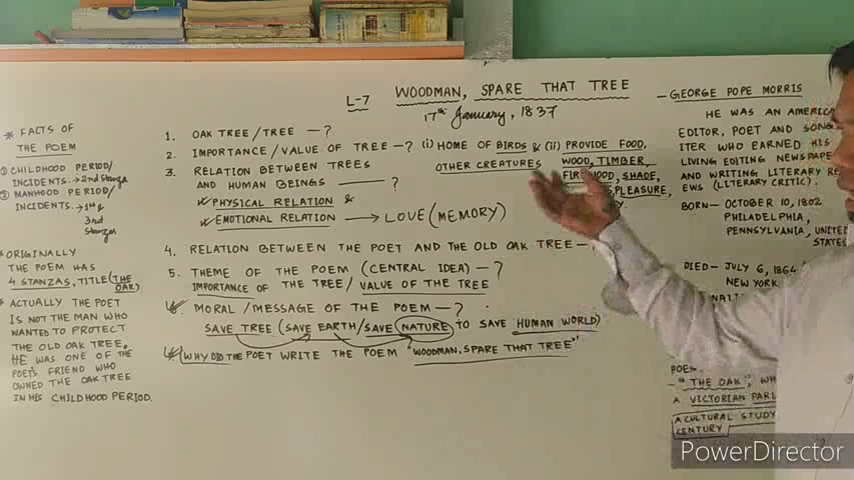 L-7 WOODMAN, SPARE THAT TREE
17th January, 1837
* FACTS OF
THE POEM
① CHILDHOOD PERIOD/
INCIDENTS.→2nd Stanza
② MANHOOD PERIOD/
INCIDENTS.→1st
3rd
Stanzas
* ORIGINALLY
THE POEM HAS
4 STANZAS, TITLE (THE
OAK)
* ACTUALLY THE POET
IS NOT THE MAN WHO
WANTED TO PROTECT
THE OLD OAK TREE,
HE WAS ONE OF THE
POET'S FRIEND WHO
OWNED THE OAK TREE
IN HIS CHILDHOOD PERIOD.
1. OAK TREE/TREE —?
2. IMPORTANCE/VALUE OF TREE —? (i) HOME OF BIRDS & (ii) PROVIDE FOOD,
OTHER CREATURES WOOD, TIMBER,
SHADE,
PLEASURE,
3. RELATION BETWEEN TREES
AND HUMAN BEINGS —?
PHYSICAL RELATION &
EMOTIONAL RELATION → LOVE (MEMORY)
4. RELATION BETWEEN THE POET AND THE OLD OAK TREE —
5. THEME OF THE POEM (CENTRAL IDEA) —?
IMPORTANCE OF THE TREE/ VALUE OF THE TREE
MORAL/MESSAGE OF THE POEM —?
SAVE TREE (SAVE EARTH/SAVE NATURE TO SAVE HUMAN WORLD)
WHY DID THE POET WRITE THE POEM "WOODMAN, SPARE THAT TREE"
— GEORGE POPE MORRIS
HE WAS AN AMERICA
EDITOR, POET AND SONG
ITER WHO EARNED HIS
LIVING EDITING NEWSPAPE
AND WRITING LITERARY RE
EWS (LITERARY CRITIC).
BORN— OCTOBER 10, 1802
PHILADELPHIA,
PENNSYLVANIA, UNITED
STATES
DIED— JULY 6, 1864
NEW YORK
POEM
— "THE OAK", WH
A VICTORIAN PARL
A CULTURAL STUDY
CENTURY
PowerDirector